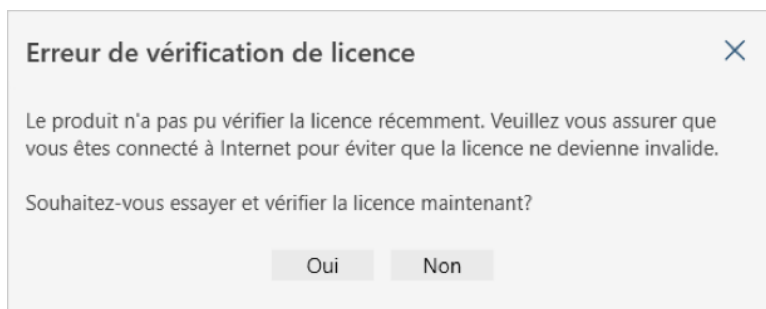 Erreur de vérification de licence
Le produit n'a pas pu vérifier la licence récemment. Veuillez vous assurer que
vous êtes connecté à Internet pour éviter que la licence ne devienne invalide.
Souhaitez-vous essayer et vérifier la licence maintenant?
Oui Non